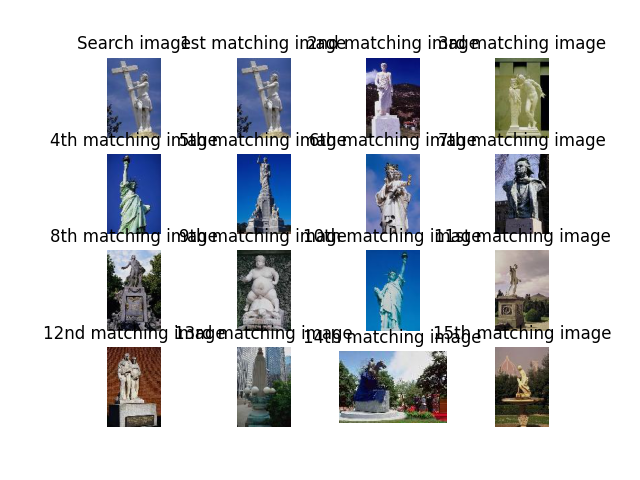 Search image
1st matching image
2nd matching image
3rd matching image
4th matching image
5th matching image
6th matching image
7th matching image
8th matching image
9th matching image
10th matching image
11st matching image
12nd matching image
13rd matching image
14th matching image
15th matching image